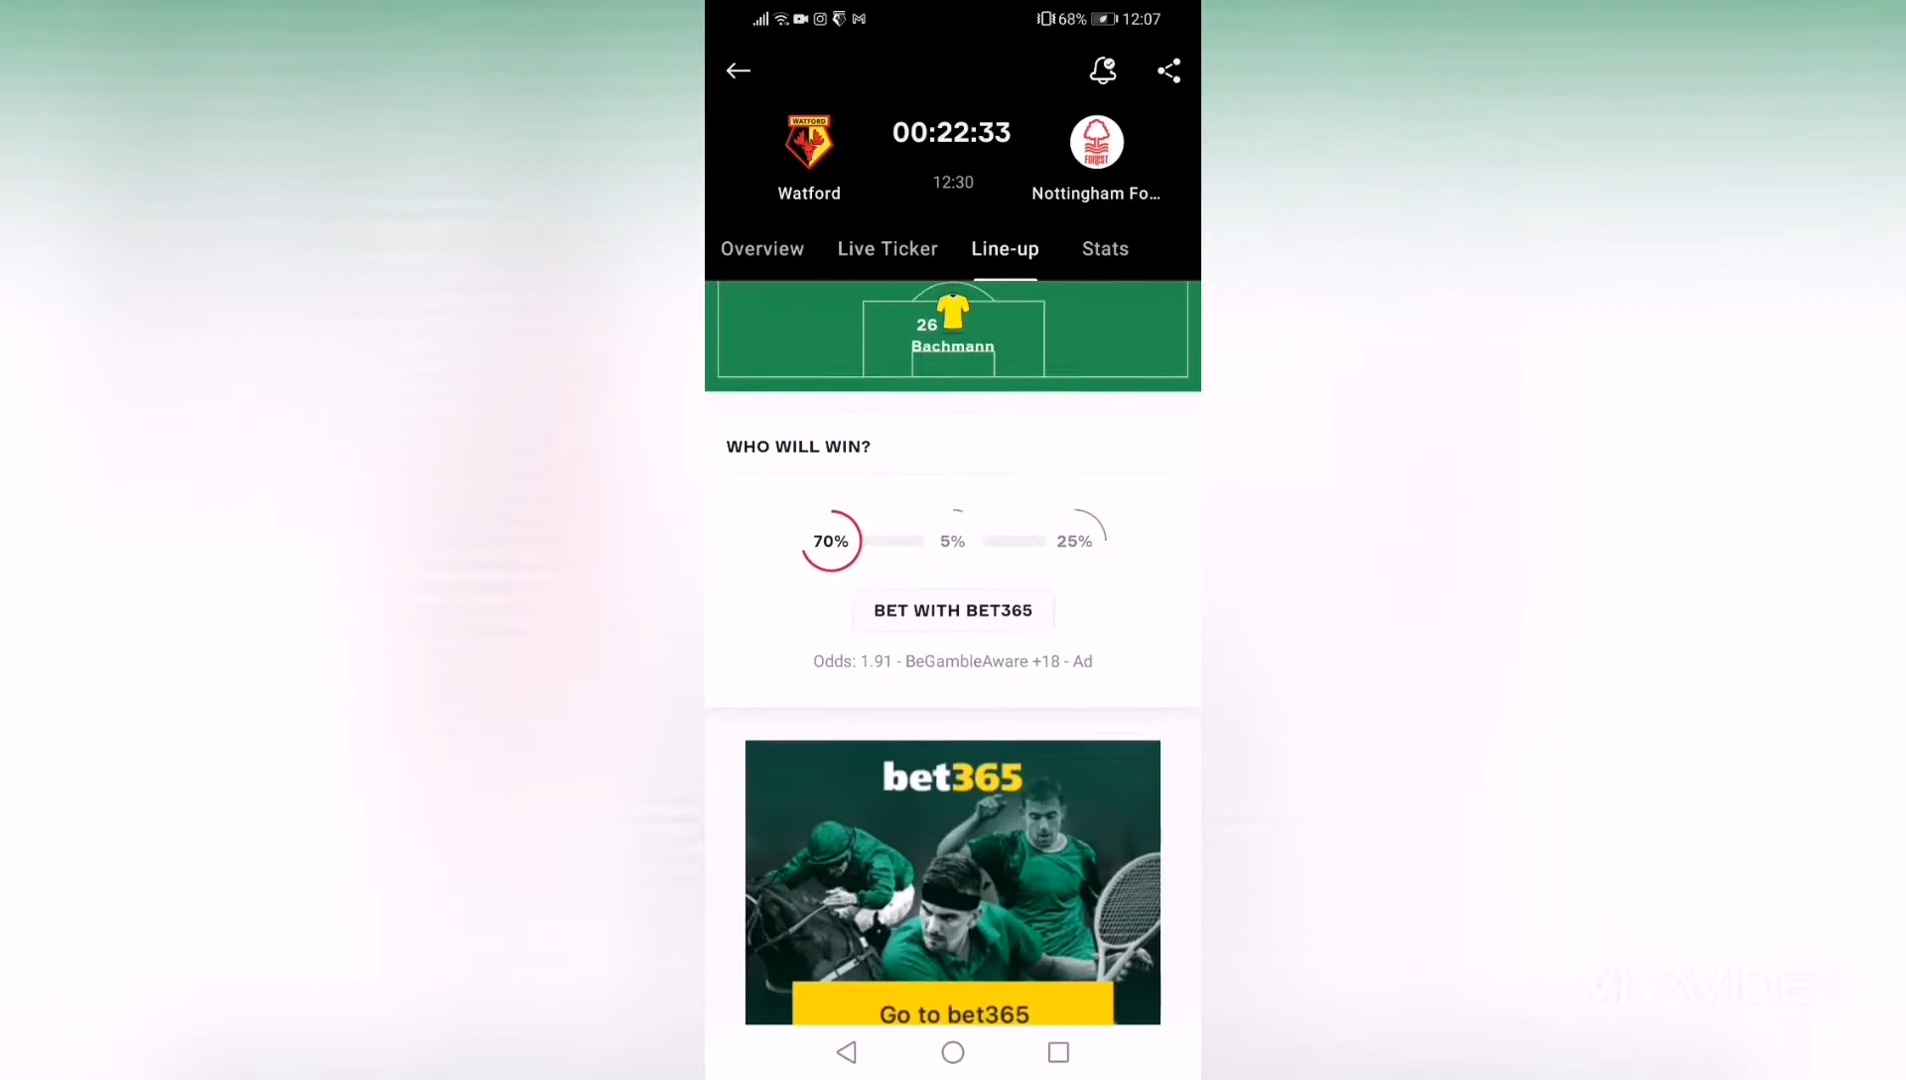 68% 12:07
WATFORD
00:22:33
FOREST
12:30
Watford
Nottingham Fo...
Overview Live Ticker Line-up Stats
26
Bachmann
WHO WILL WIN?
70% 5% 25%
BET WITH BET365
Odds: 1.91 - BeGambleAware +18 - Ad
bet365
Go to bet365
VIVAVIDEO